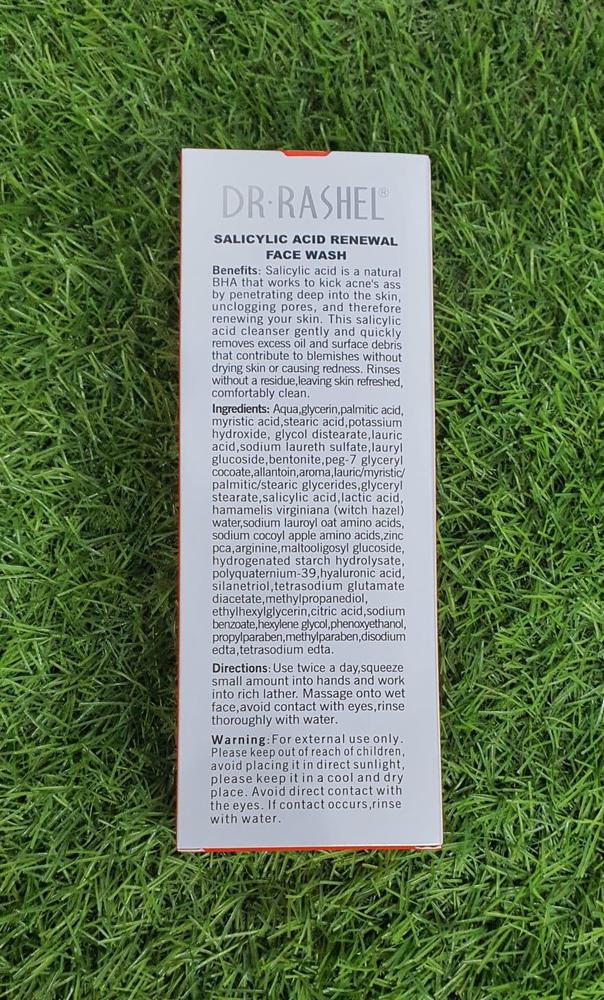 DR·RASHEL®
SALICYLIC ACID RENEWAL
FACE WASH
Benefits: Salicylic acid is a natural
BHA that works to kick acne's ass
by penetrating deep into the skin,
unclogging pores, and therefore
renewing your skin. This salicylic
acid cleanser gently and quickly
removes excess oil and surface debris
that contribute to blemishes without
drying skin or causing redness. Rinses
without a residue,leaving skin refreshed,
comfortably clean.
Ingredients: Aqua,glycerin,palmitic acid,
myristic acid,stearic acid,potassium
hydroxide, glycol distearate,lauric
acid,sodium laureth sulfate,lauryl
glucoside,bentonite,peg-7 glyceryl
cocoate,allantoin,aroma,lauric/myristic/
palmitic/stearic glycerides,glyceryl
stearate,salicylic acid,lactic acid,
hamamelis virginiana (witch hazel)
water,sodium lauroyl oat amino acids,
sodium cocoyl apple amino acids,zinc
pca,arginine,maltooligosyl glucoside,
hydrogenated starch hydrolysate,
polyquaternium-39,hyaluronic acid,
silanetriol,tetrasodium glutamate
diacetate,methylpropanediol,
ethylhexylglycerin,citric acid,sodium
benzoate,hexylene glycol,phenoxyethanol,
propylparaben,methylparaben,disodium
edta,tetrasodium edta.
Directions:Use twice a day,squeeze
small amount into hands and work
into rich lather. Massage onto wet
face,avoid contact with eyes,rinse
thoroughly with water.
Warning:For external use only.
Please keep out of reach of children,
avoid placing it in direct sunlight,
please keep it in a cool and dry
place. Avoid direct contact with
the eyes. If contact occurs,rinse
with water.